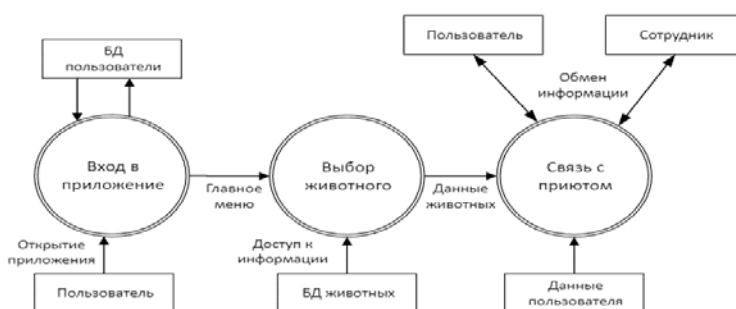 БД
пользователи
Пользователь
Сотрудник
Обмен
информации
Вход в
приложение
Главное
меню
Выбор
животного
Данные
животных
Связь с
приютом
Открытие
приложения
Доступ к
информации
Пользователь
БД животных
Данные
пользователя